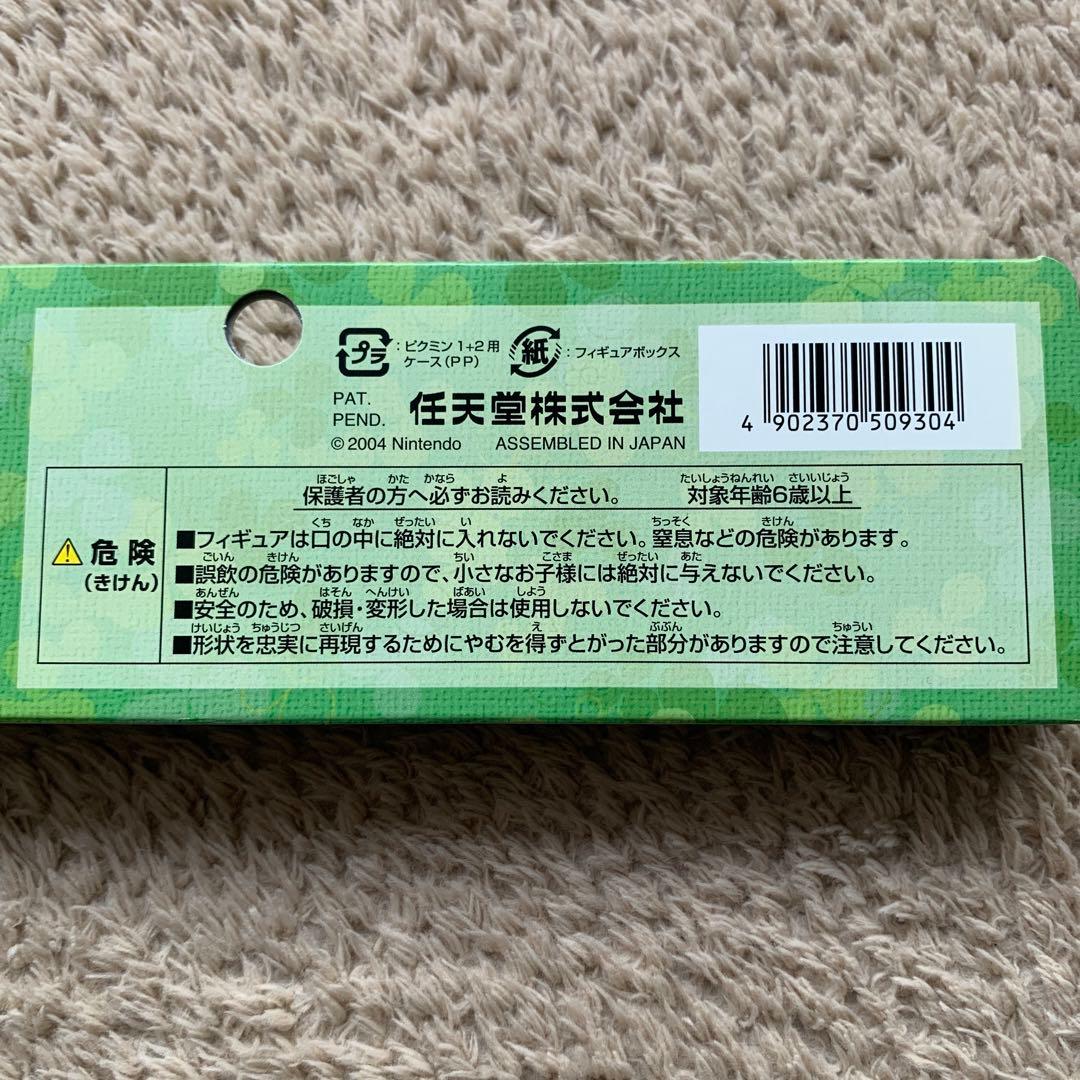 プラ : ピクミン 1+2 用
ケース(PP)
紙 : フィギュアボックス
PAT.
PEND.
任天堂株式会社
© 2004 Nintendo ASSEMBLED IN JAPAN
4 902370 509304
ほごしゃ かた かなら よ たいしょうねんれい さいいじょう
保護者の方へ必ずお読みください。 対象年齢6歳以上
危険
(きけん)
くち なか ぜったい い ちっそく きけん
■フィギュアは口の中に絶対に入れないでください。窒息などの危険があります。
ごいん きけん ちい こさま ぜったい あた
■誤飲の危険がありますので、小さなお子様には絶対に与えないでください。
あんぜん はそん へんけい ばあい しよう
■安全のため、破損・変形した場合は使用しないでください。
けいじょう ちゅうじつ さいげん え ぶぶん ちゅうい
■形状を忠実に再現するためにやむを得ずとがった部分がありますので注意してください。